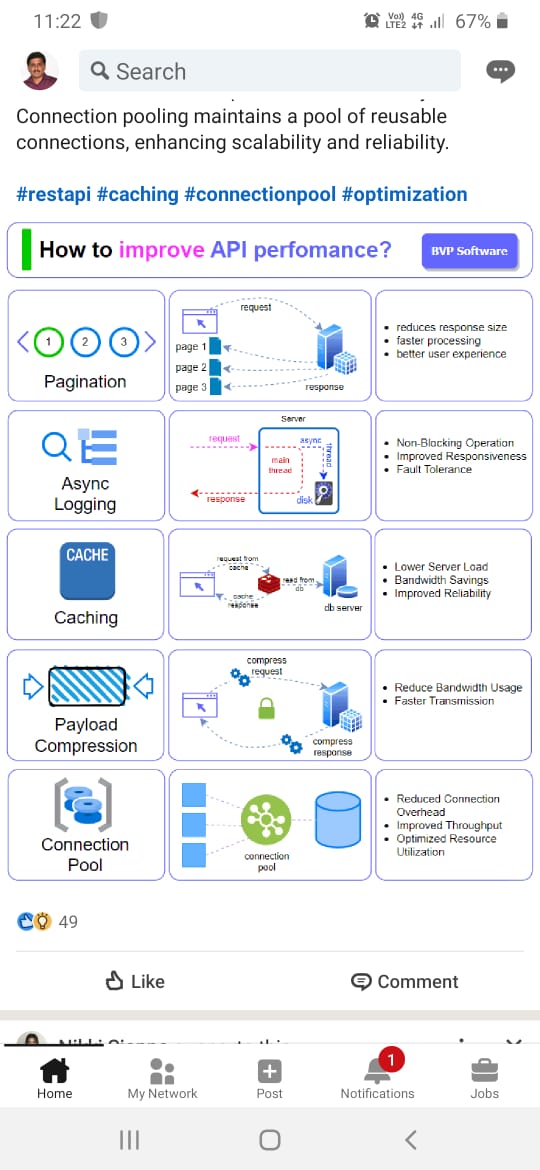 11:22
Vo)) 4G
LTE2
67%
Search
Connection pooling maintains a pool of reusable
connections, enhancing scalability and reliability.
#restapi #caching #connectionpool #optimization
How to improve API perfomance?
BVP Software
1 2 3
Pagination
request
page 1
page 2
page 3
response
reduces response size
faster processing
better user experience
Async
Logging
Server
request
async
main
thread
thread
response
disk
Non-Blocking Operation
Improved Responsiveness
Fault Tolerance
CACHE
Caching
request from
cache
cache
response
read from
db
db server
Lower Server Load
Bandwidth Savings
Improved Reliability
Payload
Compression
compress
request
compress
response
Reduce Bandwidth Usage
Faster Transmission
Connection
Pool
connection
pool
Reduced Connection
Overhead
Improved Throughput
Optimized Resource
Utilization
49
Like
Comment
1
Home
My Network
Post
Notifications
Jobs